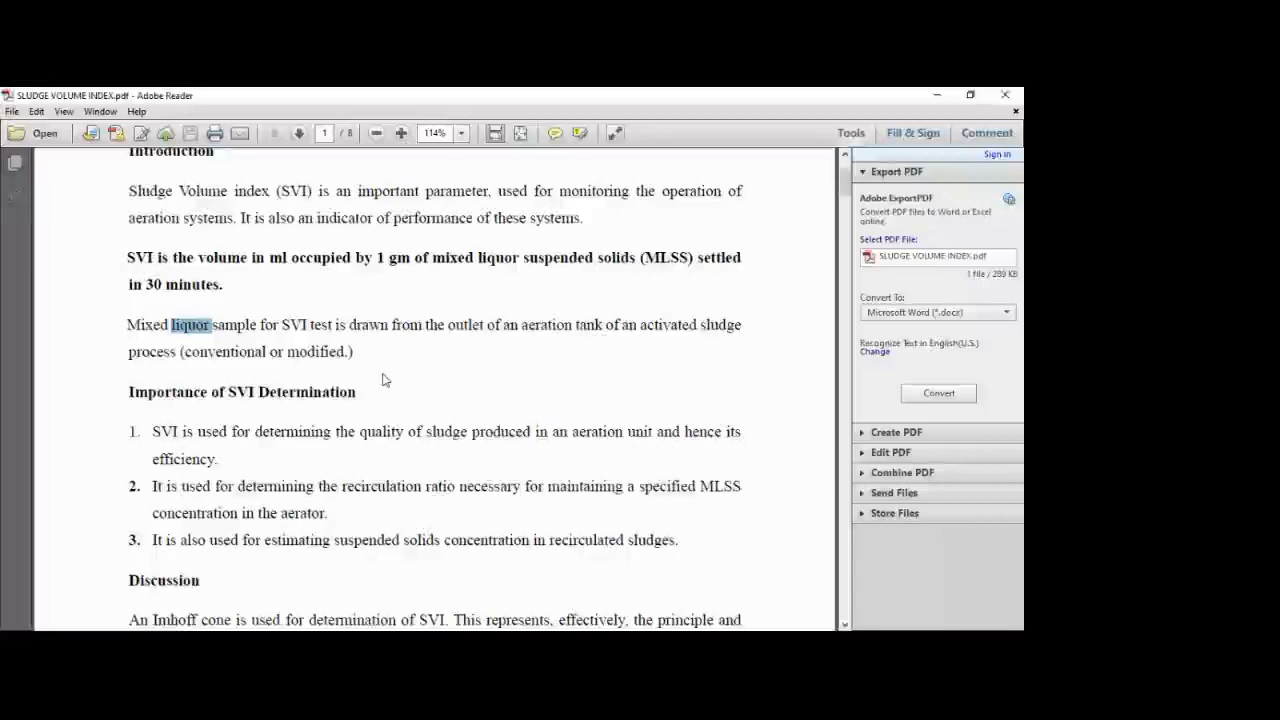 SLUDGE VOLUME INDEX.pdf - Adobe Reader
File Edit View Window Help
Open 1 / 8 114% Tools Fill & Sign Comment
Sign in
Introduction
Sludge Volume index (SVI) is an important parameter, used for monitoring the operation of
aeration systems. It is also an indicator of performance of these systems.
SVI is the volume in ml occupied by 1 gm of mixed liquor suspended solids (MLSS) settled
in 30 minutes.
Mixed liquor sample for SVI test is drawn from the outlet of an aeration tank of an activated sludge
process (conventional or modified.)
Importance of SVI Determination
1. SVI is used for determining the quality of sludge produced in an aeration unit and hence its
efficiency.
2. It is used for determining the recirculation ratio necessary for maintaining a specified MLSS
concentration in the aerator.
3. It is also used for estimating suspended solids concentration in recirculated sludges.
Discussion
An Imhoff cone is used for determination of SVI. This represents, effectively, the principle and
Export PDF
Adobe ExportPDF
Convert PDF files to Word or Excel
online.
Select PDF File:
SLUDGE VOLUME INDEX.pdf
1 file / 289 KB
Convert To:
Microsoft Word (*.docx)
Recognize Text in English(U.S.)
Change
Convert
Create PDF
Edit PDF
Combine PDF
Send Files
Store Files